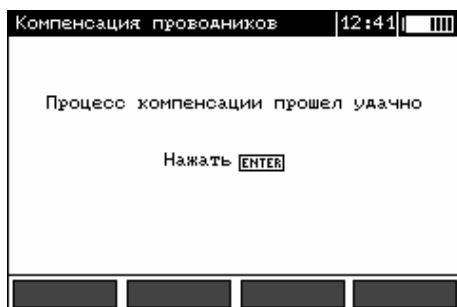 Компенсация проводников 12:41
Процесс компенсации прошел удачно
Нажать ENTER